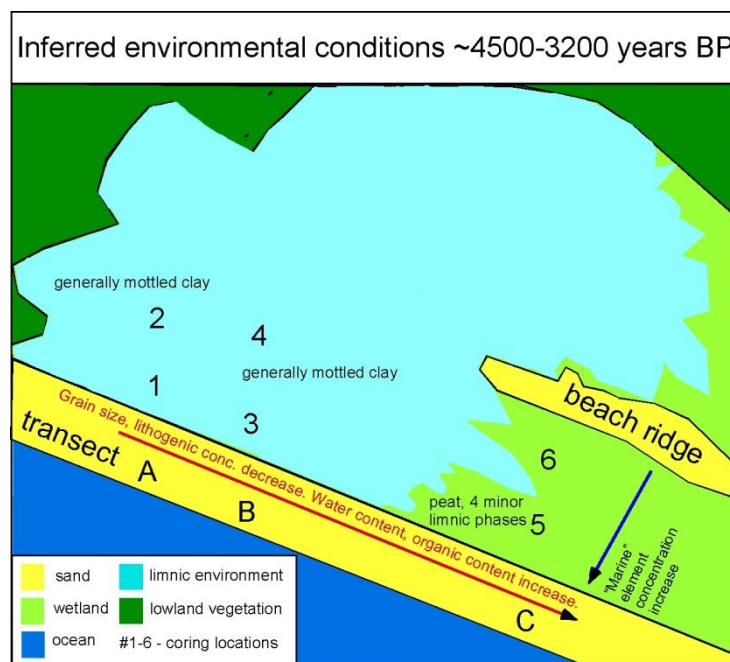 Inferred environmental conditions ~4500-3200 years BP
generally mottled clay
2
4
generally mottled clay
1
3
beach ridge
Grain size, lithogenic conc. decrease. Water content, organic content increase.
transect
A
B
C
6
peat, 4 minor
limnic phases
5
"Marine"
element
concentration
increase
sand
limnic environment
wetland
lowland vegetation
ocean
#1-6 - coring locations